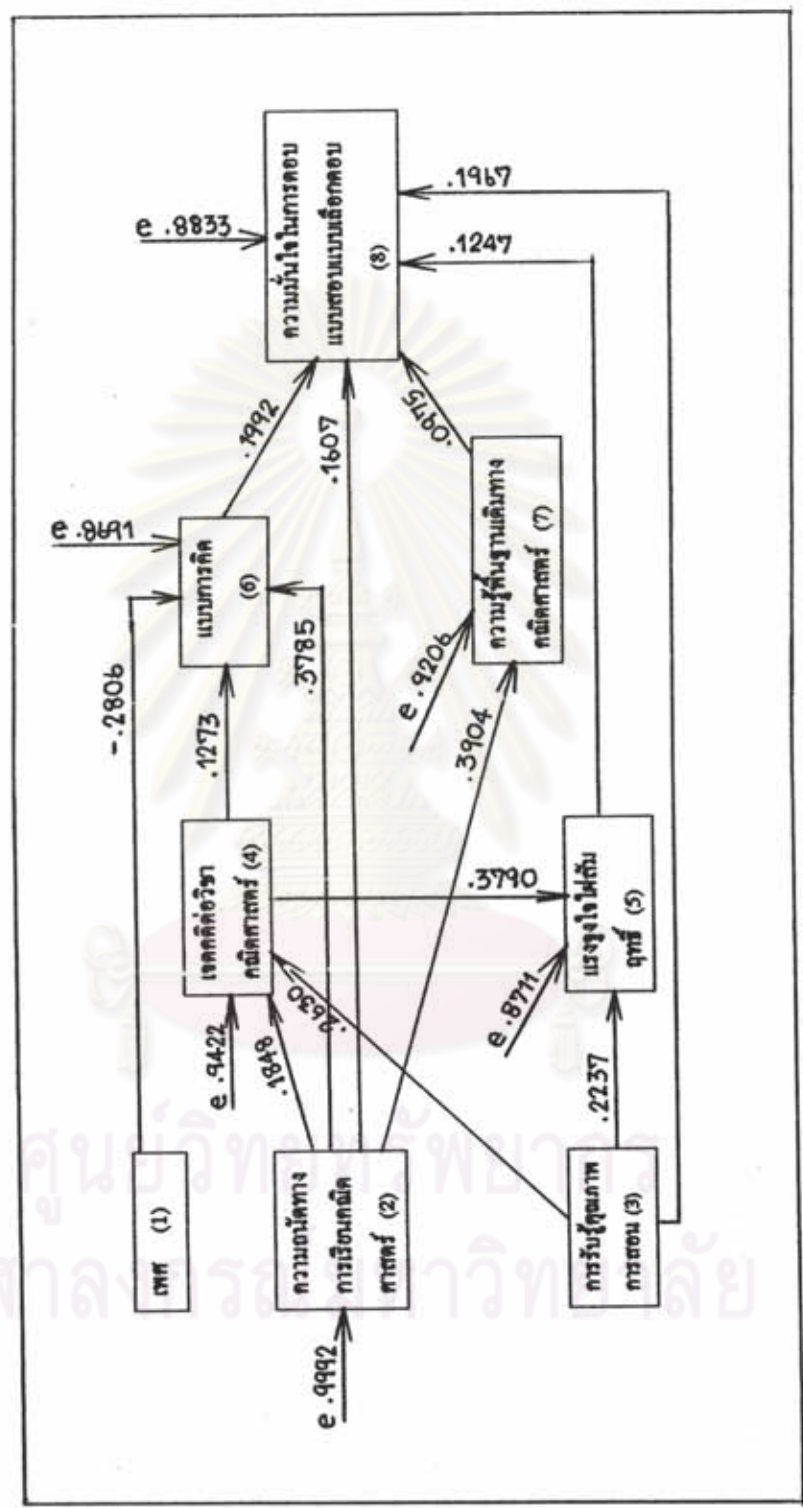 เพศ (1)
-.2806
ความถนัดทาง
การเรียนคณิต
ศาสตร์ (2)
e .9992
การรับรู้คุณภาพ
การสอน (3)
เจตคติต่อวิชา
คณิตศาสตร์ (4)
e .9422
.1848
.2630
.1273
.3785
.1607
.3904
.3790
.2237
แรงจูงใจใฝ่สัม
ฤทธิ์ (5)
e .8711
แบบการคิด
(6)
e .8691
.1992
ความรู้พื้นฐานเดิมทาง
คณิตศาสตร์ (7)
e .9206
.0975
ความมั่นใจในการตอบ
แบบสอบแบบเลือกตอบ
(8)
e .8833
.1247
.1967
ศูนย์วิทยทรัพยากร
าลงกรณ์มหาวิทยาลัย